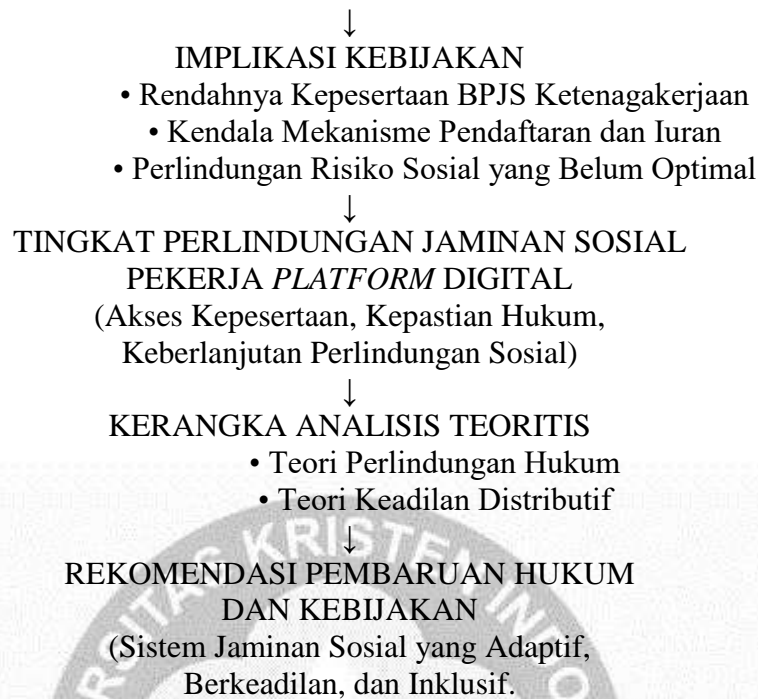 ↓
IMPLIKASI KEBIJAKAN
• Rendahnya Kepesertaan BPJS Ketenagakerjaan
• Kendala Mekanisme Pendaftaran dan Iuran
• Perlindungan Risiko Sosial yang Belum Optimal
↓
TINGKAT PERLINDUNGAN JAMINAN SOSIAL
PEKERJA PLATFORM DIGITAL
(Akses Kepesertaan, Kepastian Hukum,
Keberlanjutan Perlindungan Sosial)
↓
KERANGKA ANALISIS TEORITIS
• Teori Perlindungan Hukum
• Teori Keadilan Distributif
↓
REKOMENDASI PEMBARUAN HUKUM
DAN KEBIJAKAN
(Sistem Jaminan Sosial yang Adaptif,
Berkeadilan, dan Inklusif.